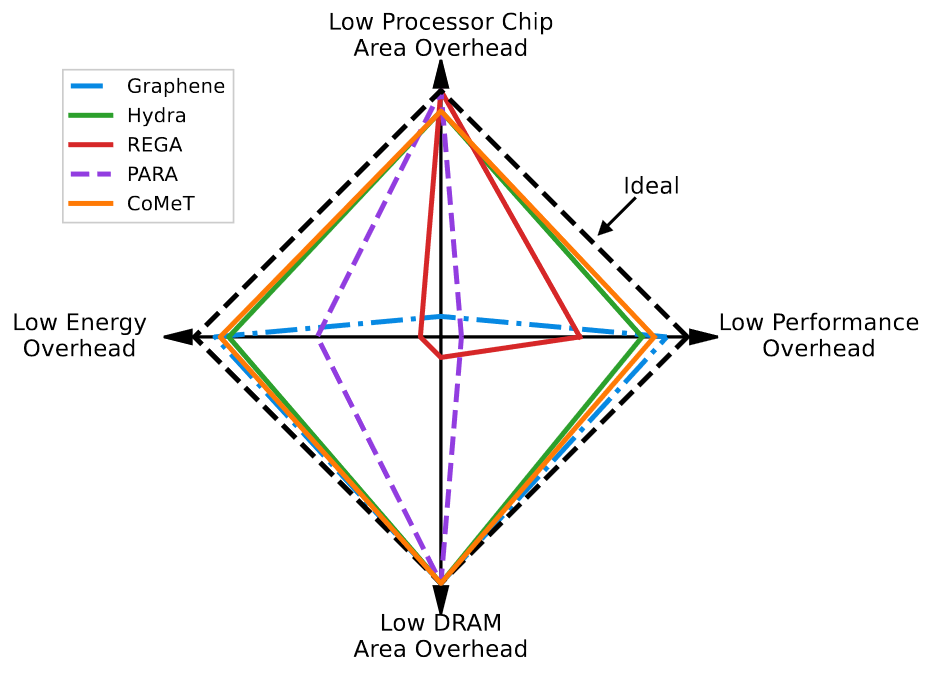 Low Processor Chip
Area Overhead
Graphene
Hydra
REGA
PARA
CoMeT
Ideal
Low Energy
Overhead
Low Performance
Overhead
Low DRAM
Area Overhead